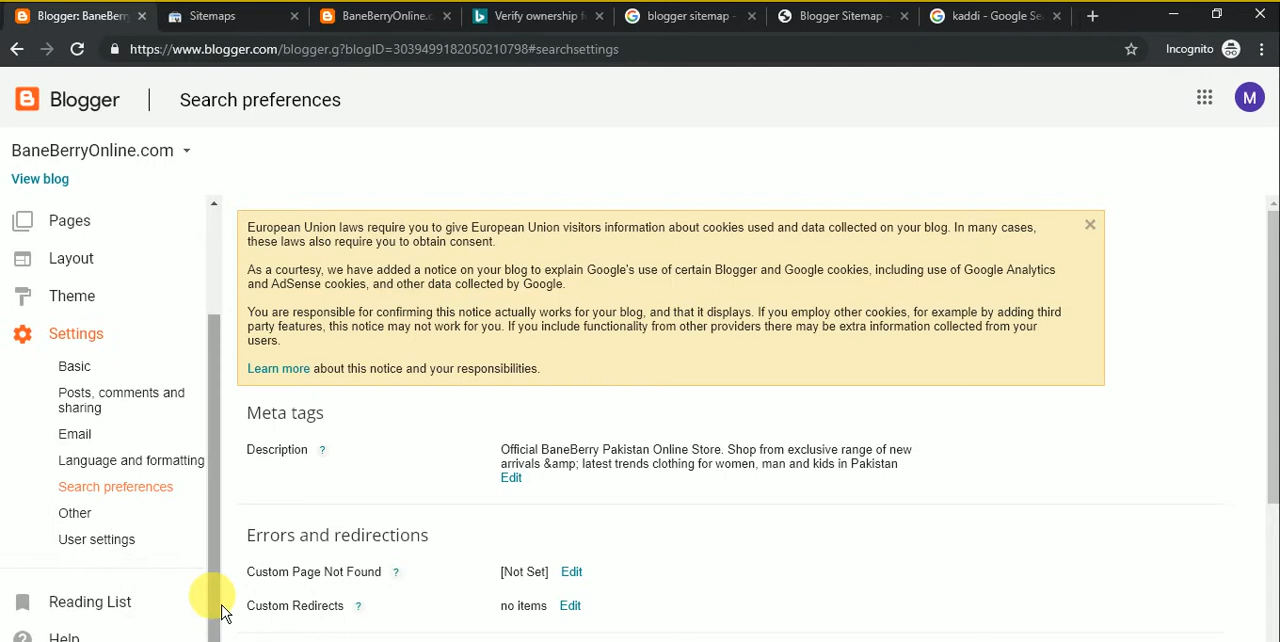 Blogger: BaneBerr
Sitemaps
BaneBerryOnline.c
Verify ownership f
blogger sitemap -
Blogger Sitemap -
kaddi - Google Se
https://www.blogger.com/blogger.g?blogID=3039499182050210798#searchsettings
Incognito
Blogger
Search preferences
M
BaneBerryOnline.com
View blog
Pages
Layout
Theme
Settings
Basic
Posts, comments and
sharing
Email
Language and formatting
Search preferences
Other
User settings
Reading List
Help
European Union laws require you to give European Union visitors information about cookies used and data collected on your blog. In many cases,
these laws also require you to obtain consent.
As a courtesy, we have added a notice on your blog to explain Google's use of certain Blogger and Google cookies, including use of Google Analytics
and AdSense cookies, and other data collected by Google.
You are responsible for confirming this notice actually works for your blog, and that it displays. If you employ other cookies, for example by adding third
party features, this notice may not work for you. If you include functionality from other providers there may be extra information collected from your
users.
Learn more about this notice and your responsibilities.
Meta tags
Description ?
Official BaneBerry Pakistan Online Store. Shop from exclusive range of new
arrivals &amp; latest trends clothing for women, man and kids in Pakistan
Edit
Errors and redirections
Custom Page Not Found ? [Not Set] Edit
Custom Redirects ? no items Edit